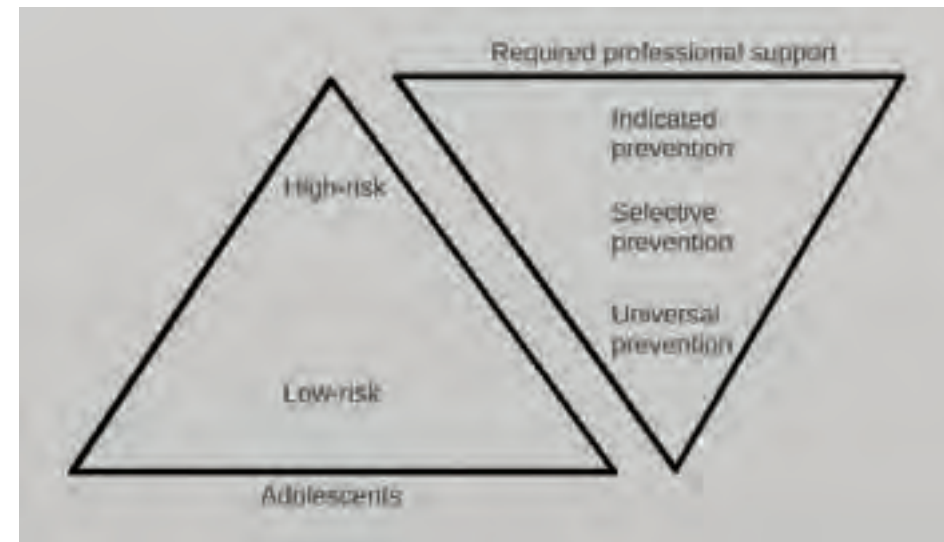 Required professional support
Indicated
prevention
High-risk
Selective
prevention
Universal
prevention
Low-risk
Adolescents